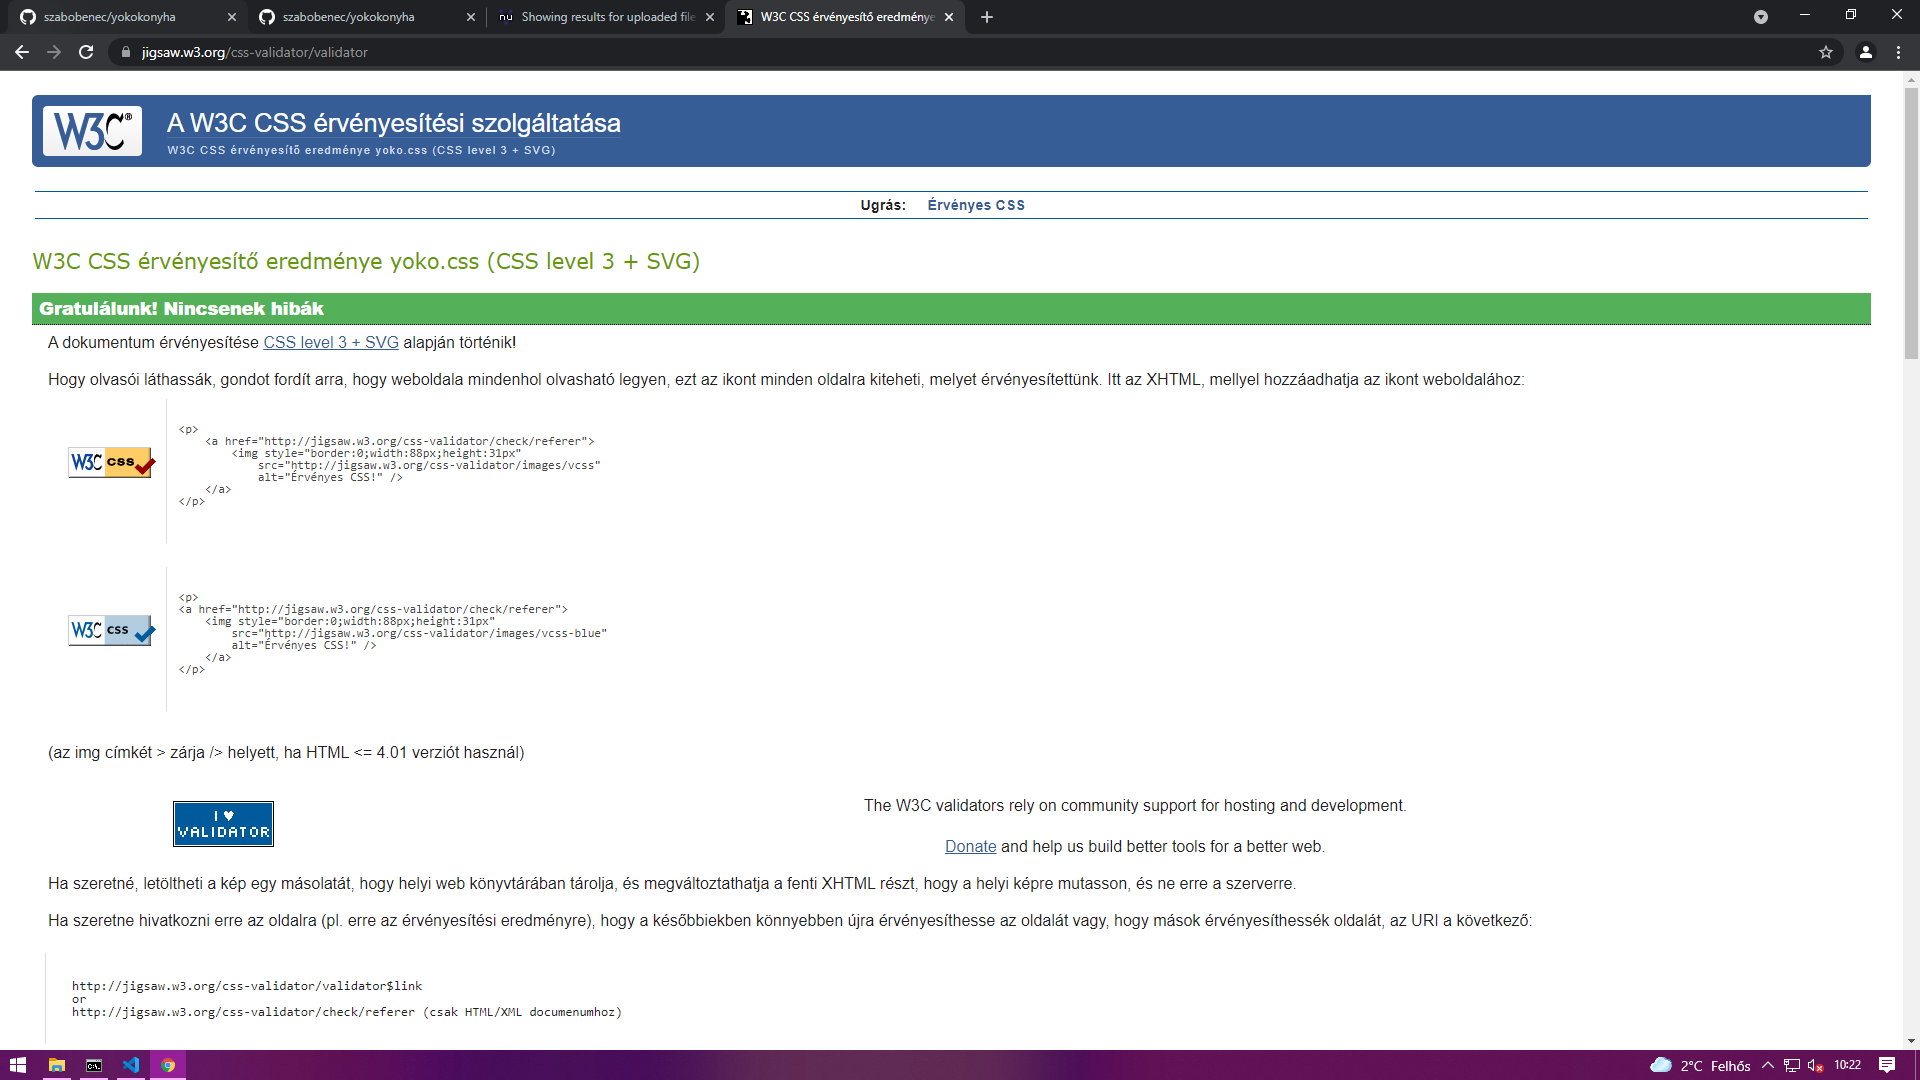 szabobenec/yokokonyha
szabobenec/yokokonyha
Showing results for uploaded file
W3C CSS érvényesítő eredménye
jigsaw.w3.org/css-validator/validator
W3C®
A W3C CSS érvényesítési szolgáltatása
W3C CSS érvényesítő eredménye yoko.css (CSS level 3 + SVG)
Ugrás: Érvényes CSS
W3C CSS érvényesítő eredménye yoko.css (CSS level 3 + SVG)
Gratulálunk! Nincsenek hibák
A dokumentum érvényesítése CSS level 3 + SVG alapján történik!
Hogy olvasói láthassák, gondot fordít arra, hogy weboldala mindenhol olvasható legyen, ezt az ikont minden oldalra kiteheti, melyet érvényesítettünk. Itt az XHTML, mellyel hozzáadhatja az ikont weboldalához:
W3C css
<p>
<a href="http://jigsaw.w3.org/css-validator/check/referer">
<img style="border:0;width:88px;height:31px"
src="http://jigsaw.w3.org/css-validator/images/vcss"
alt="Érvényes CSS!" />
</a>
</p>
W3C css
<p>
<a href="http://jigsaw.w3.org/css-validator/check/referer">
<img style="border:0;width:88px;height:31px"
src="http://jigsaw.w3.org/css-validator/images/vcss-blue"
alt="Érvényes CSS!" />
</a>
</p>
(az img címkét > zárja /> helyett, ha HTML <= 4.01 verziót használ)
I ♥
VALIDATOR
The W3C validators rely on community support for hosting and development.
Donate and help us build better tools for a better web.
Ha szeretné, letöltheti a kép egy másolatát, hogy helyi web könyvtárában tárolja, és megváltoztathatja a fenti XHTML részt, hogy a helyi képre mutasson, és ne erre a szerverre.
Ha szeretne hivatkozni erre az oldalra (pl. erre az érvényesítési eredményre), hogy a későbbiekben könnyebben újra érvényesíthesse az oldalát vagy, hogy mások érvényesíthessék oldalát, az URI a következő:
http://jigsaw.w3.org/css-validator/validator$link
or
http://jigsaw.w3.org/css-validator/check/referer (csak HTML/XML documenumhoz)
2°C Felhős
10:22